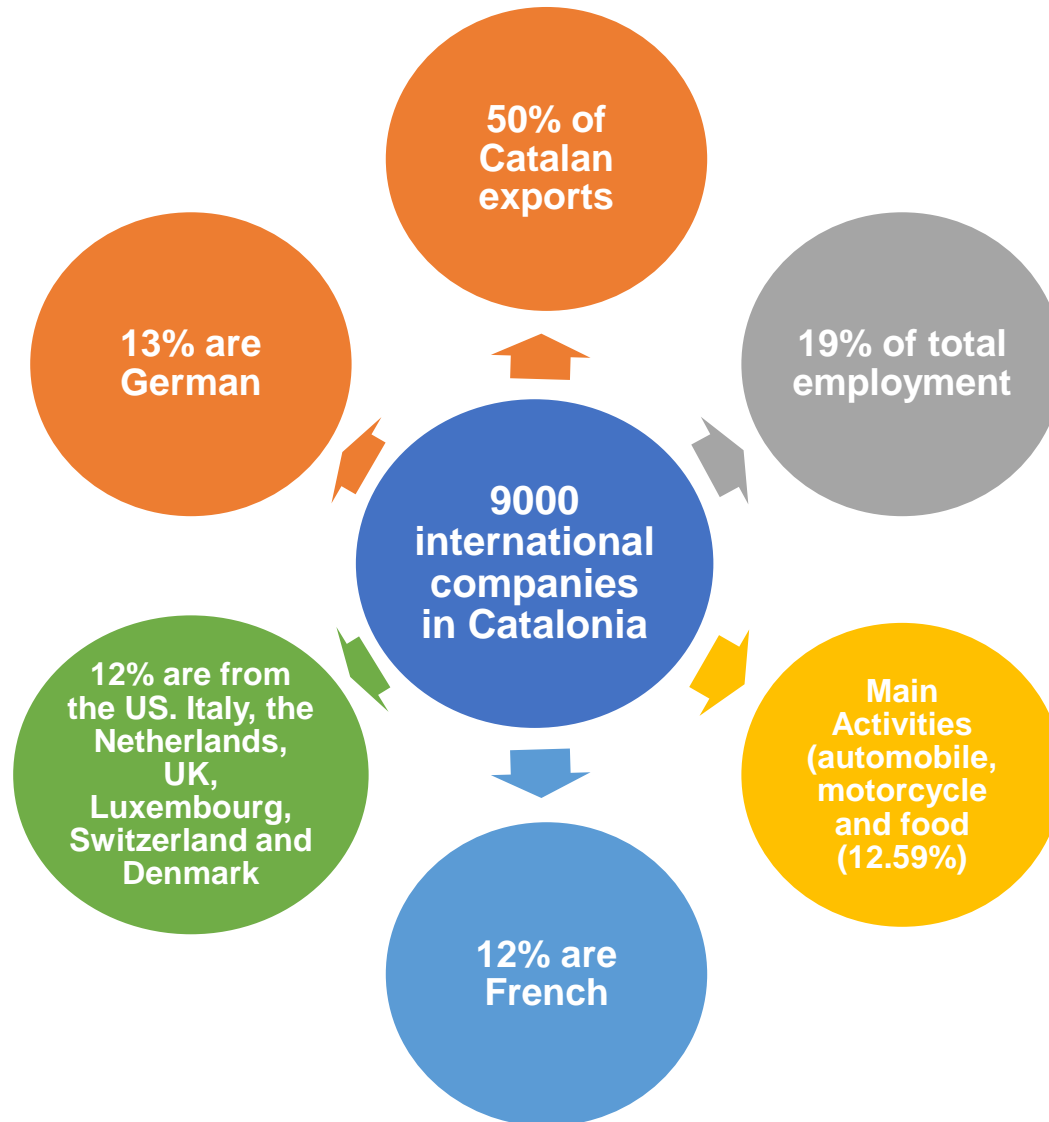 50% of
Catalan
exports
19% of total
employment
Main
Activities
(automobile,
motorcycle
and food
(12.59%)
12% are
French
12% are from
the US. Italy, the
Netherlands,
UK,
Luxembourg,
Switzerland and
Denmark
13% are
German
9000
international
companies
in Catalonia